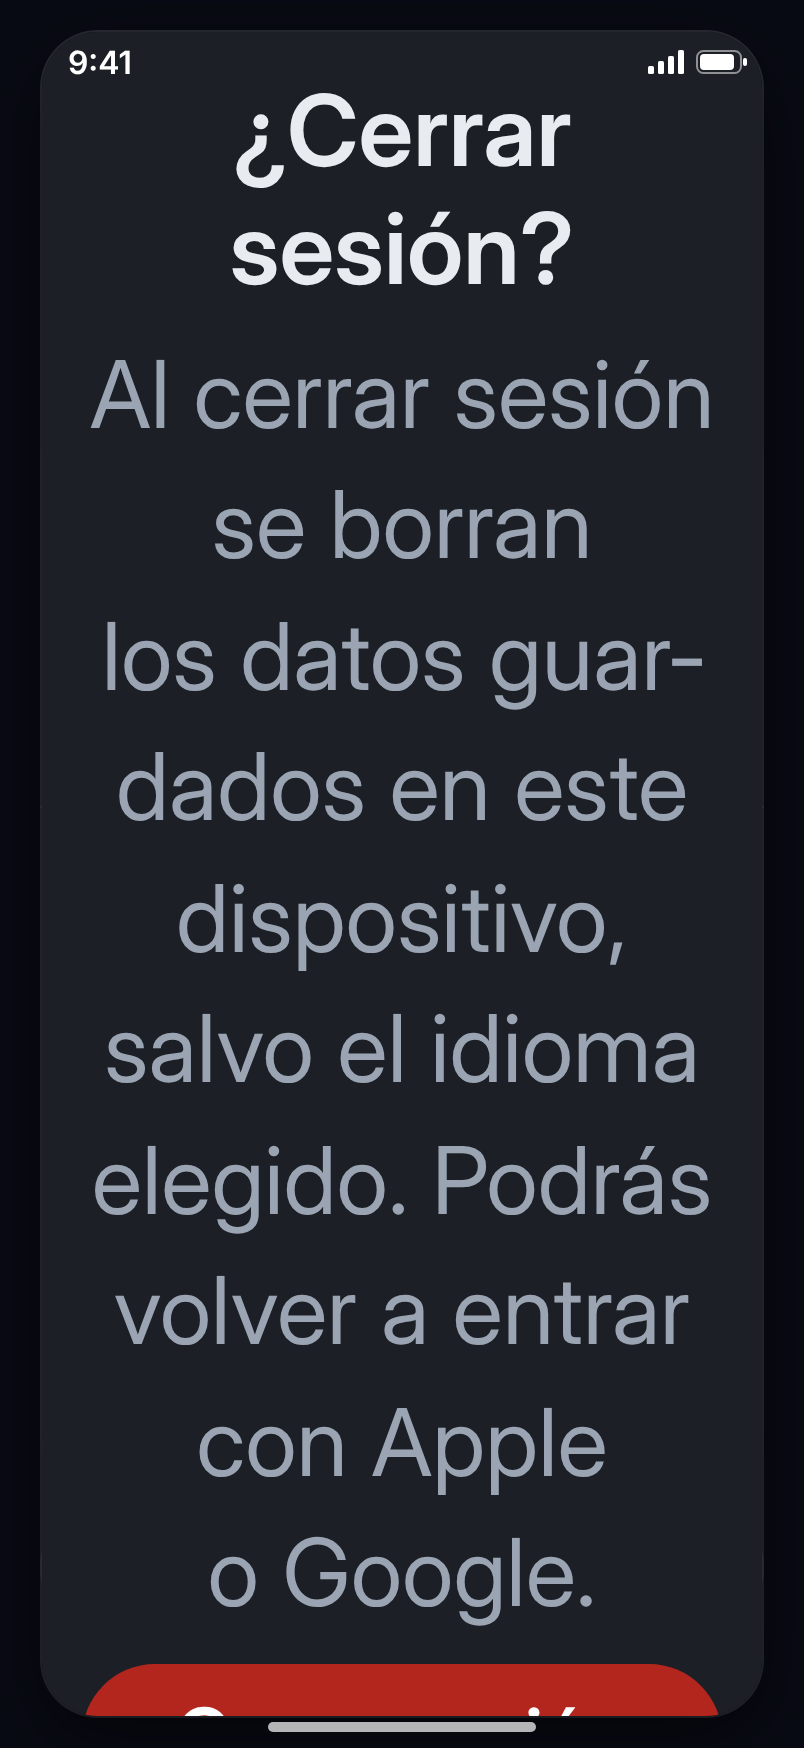 9:41
¿Cerrar
sesión?
Al cerrar sesión
se borran
los datos guar-
dados en este
dispositivo,
salvo el idioma
elegido. Podrás
volver a entrar
con Apple
o Google.